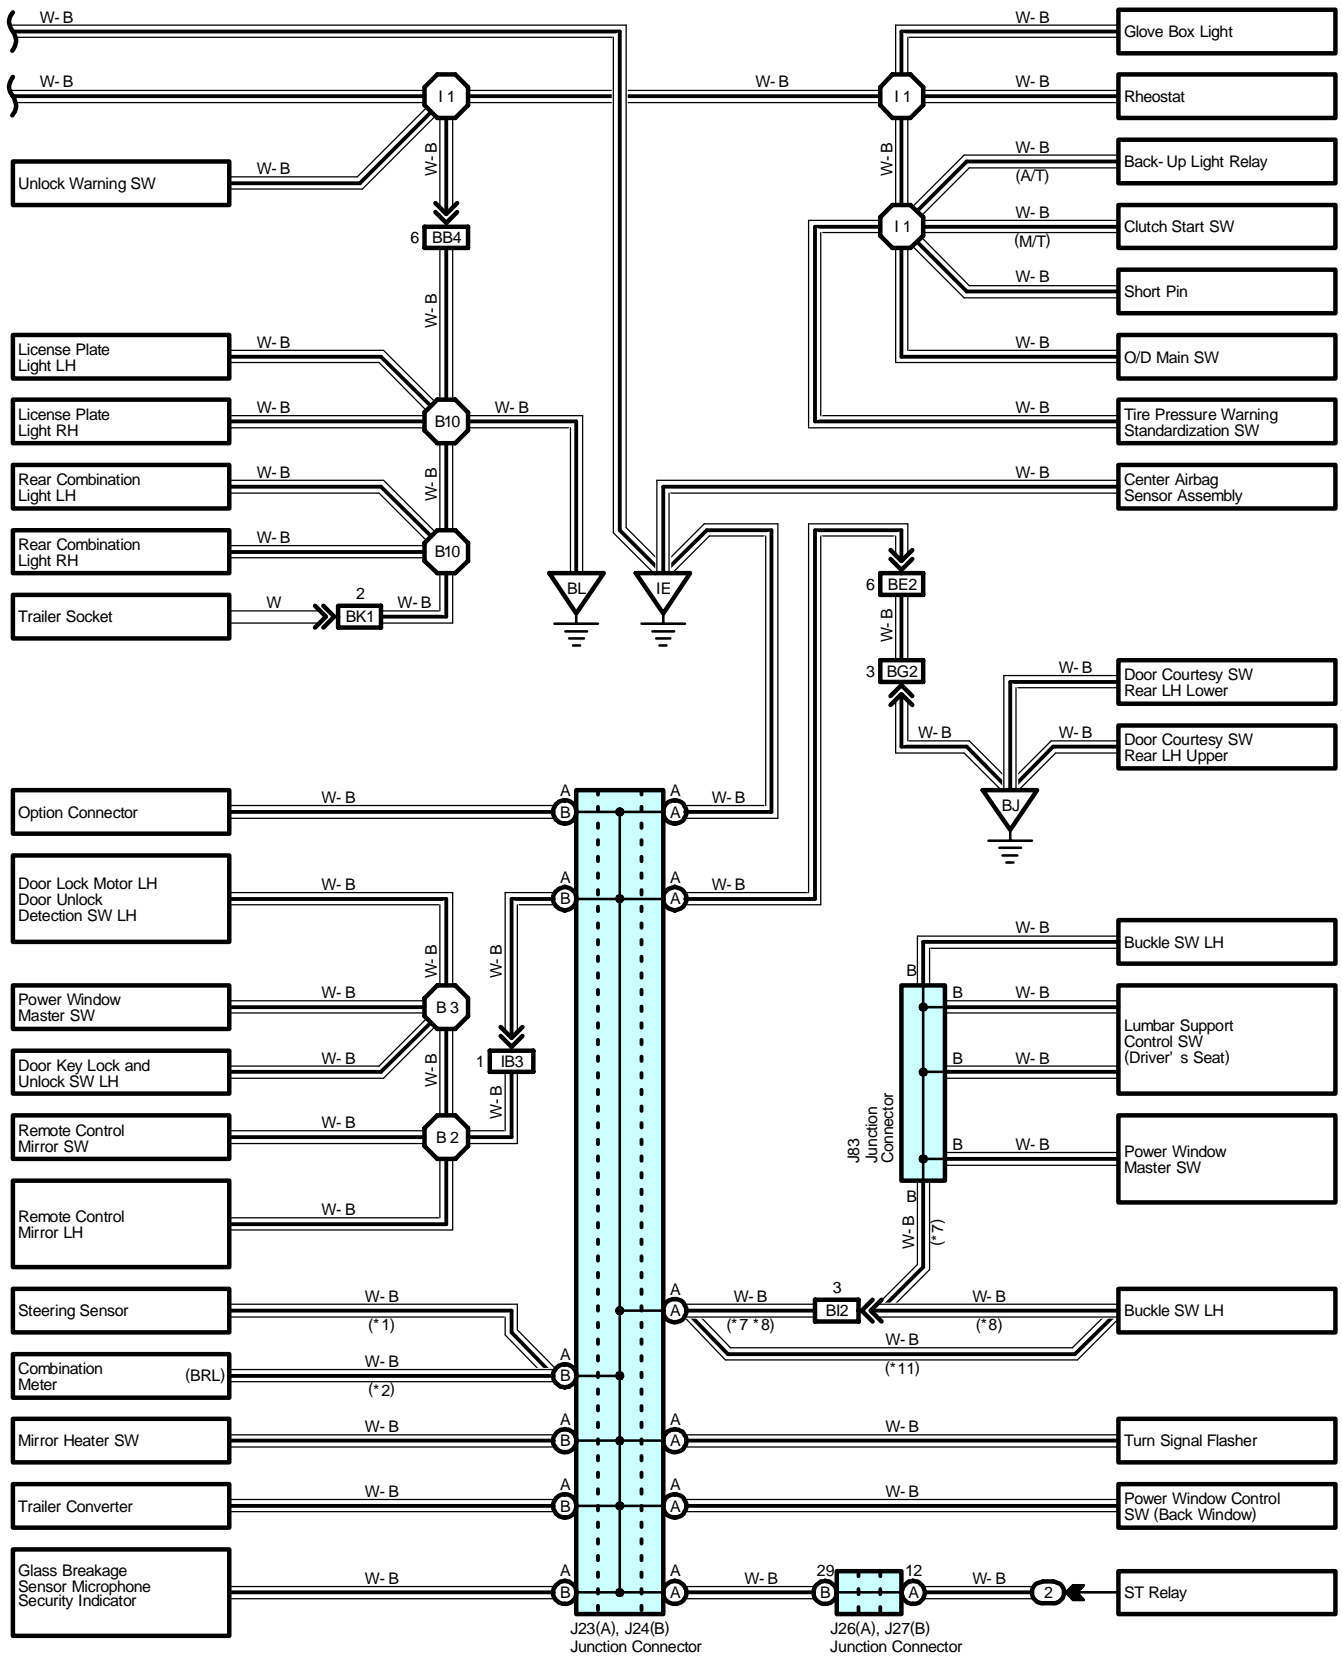 W-B
W-B
Glove Box Light
W-B
I 1
W-B
I 1
W-B
Rheostat
W-B
Unlock Warning SW
W-B
W-B
W-B
(A/T)
Back-Up Light Relay
6
BB4
I 1
W-B
(M/T)
Clutch Start SW
W-B
W-B
Short Pin
License Plate
Light LH
W-B
W-B
O/D Main SW
License Plate
Light RH
W-B
B10
W-B
W-B
Tire Pressure Warning
Standardization SW
Rear Combination
Light LH
W-B
W-B
W-B
Center Airbag
Sensor Assembly
Rear Combination
Light RH
W-B
B10
BL
IE
6
BE2
Trailer Socket
W
2
BK1
W-B
W-B
3
BG2
W-B
Door Courtesy SW
Rear LH Lower
W-B
W-B
Door Courtesy SW
Rear LH Upper
BJ
Option Connector
W-B
A
B
A
A
W-B
Door Lock Motor LH
Door Unlock
Detection SW LH
W-B
A
B
A
A
W-B
W-B
W-B
W-B
Buckle SW LH
B
Power Window
Master SW
W-B
B 3
B
W-B
Lumbar Support
Control SW
(Driver's Seat)
B
W-B
Door Key Lock and
Unlock SW LH
W-B
W-B
1
IB3
W-B
J83
Junction
Connector
Remote Control
Mirror SW
W-B
B 2
B
W-B
Power Window
Master SW
Remote Control
Mirror LH
W-B
B
W-B
(*7)
Steering Sensor
W-B
(*1)
A
A
W-B
(*7 *8)
3
BI2
W-B
(*8)
Buckle SW LH
W-B
(*11)
Combination
Meter
(BRL)
W-B
(*2)
A
B
Mirror Heater SW
W-B
A
B
A
A
W-B
Turn Signal Flasher
Trailer Converter
W-B
A
B
A
A
W-B
Power Window Control
SW (Back Window)
Glass Breakage
Sensor Microphone
Security Indicator
W-B
A
B
A
A
W-B
29
B
12
A
W-B
2
ST Relay
J23(A), J24(B)
Junction Connector
J26(A), J27(B)
Junction Connector